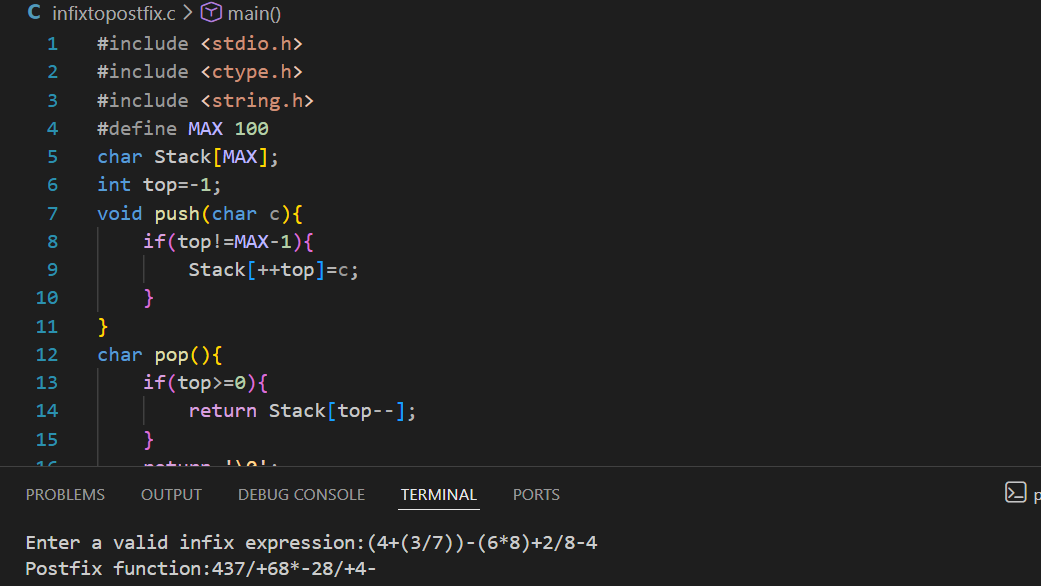 C infixtopostfix.c > main()
1 #include <stdio.h>
2 #include <ctype.h>
3 #include <string.h>
4 #define MAX 100
5 char Stack[MAX];
6 int top=-1;
7 void push(char c){
8 if(top!=MAX-1){
9 Stack[++top]=c;
10 }
11 }
12 char pop(){
13 if(top>=0){
14 return Stack[top--];
15 }
16 return '\0';
PROBLEMS OUTPUT DEBUG CONSOLE TERMINAL PORTS p
Enter a valid infix expression:(4+(3/7))-(6*8)+2/8-4
Postfix function:437/+68*-28/+4-